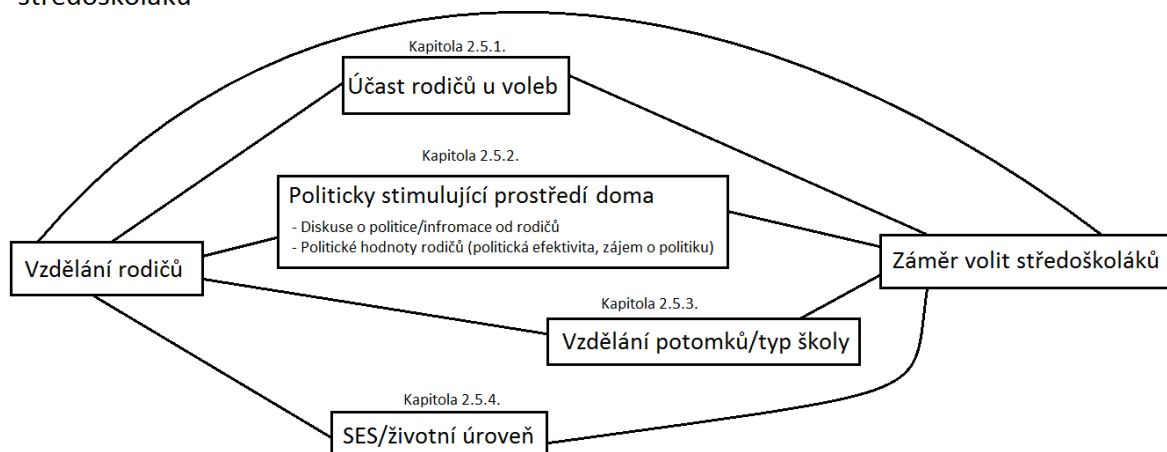 středoškoláků
Kapitola 2.5.1.
Účast rodičů u voleb
Kapitola 2.5.2.
Politicky stimulující prostředí doma
- Diskuse o politice/infromace od rodičů
- Politické hodnoty rodičů (politická efektivita, zájem o politiku)
Vzdělání rodičů
Záměr volit středoškoláků
Kapitola 2.5.3.
Vzdělání potomků/typ školy
Kapitola 2.5.4.
SES/životní úroveň